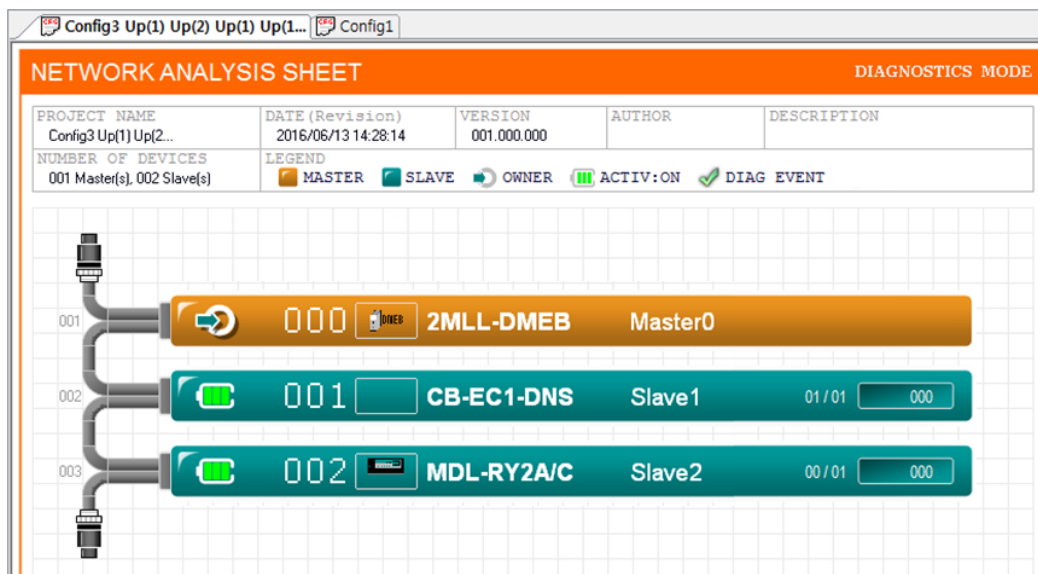 Config3 Up(1) Up(2) Up(1) Up(1... Config1
NETWORK ANALYSIS SHEET DIAGNOSTICS MODE
PROJECT NAME DATE(Revision) VERSION AUTHOR DESCRIPTION
Config3 Up(1) Up(2... 2016/06/13 14:28:14 001.000.000
NUMBER OF DEVICES LEGEND
001 Master(s), 002 Slave(s) MASTER SLAVE OWNER ACTIV:ON DIAG EVENT
001 000 DMEB 2MLL-DMEB Master0
002 001 CB-EC1-DNS Slave1 01/01 000
003 002 MDL-RY2A/C Slave2 00/01 000